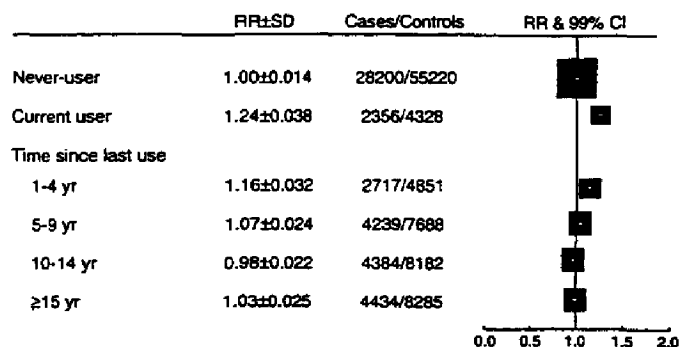 RR±SD Cases/Controls RR & 99% CI
Never-user 1.00±0.014 28200/55220
Current user 1.24±0.038 2356/4328
Time since last use
1-4 yr 1.16±0.032 2717/4851
5-9 yr 1.07±0.024 4239/7688
10-14 yr 0.98±0.022 4384/8182
≥15 yr 1.03±0.025 4434/8285
0.0 0.5 1.0 1.5 2.0